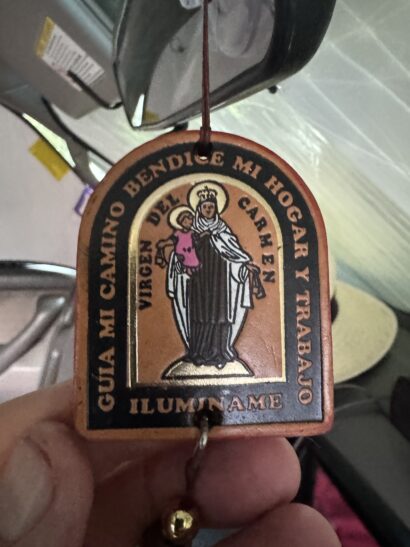 GUIA MI CAMINO BENDICE MI HOGAR Y TRABAJO
VIRGEN DEL CARMEN
ILUMINAME